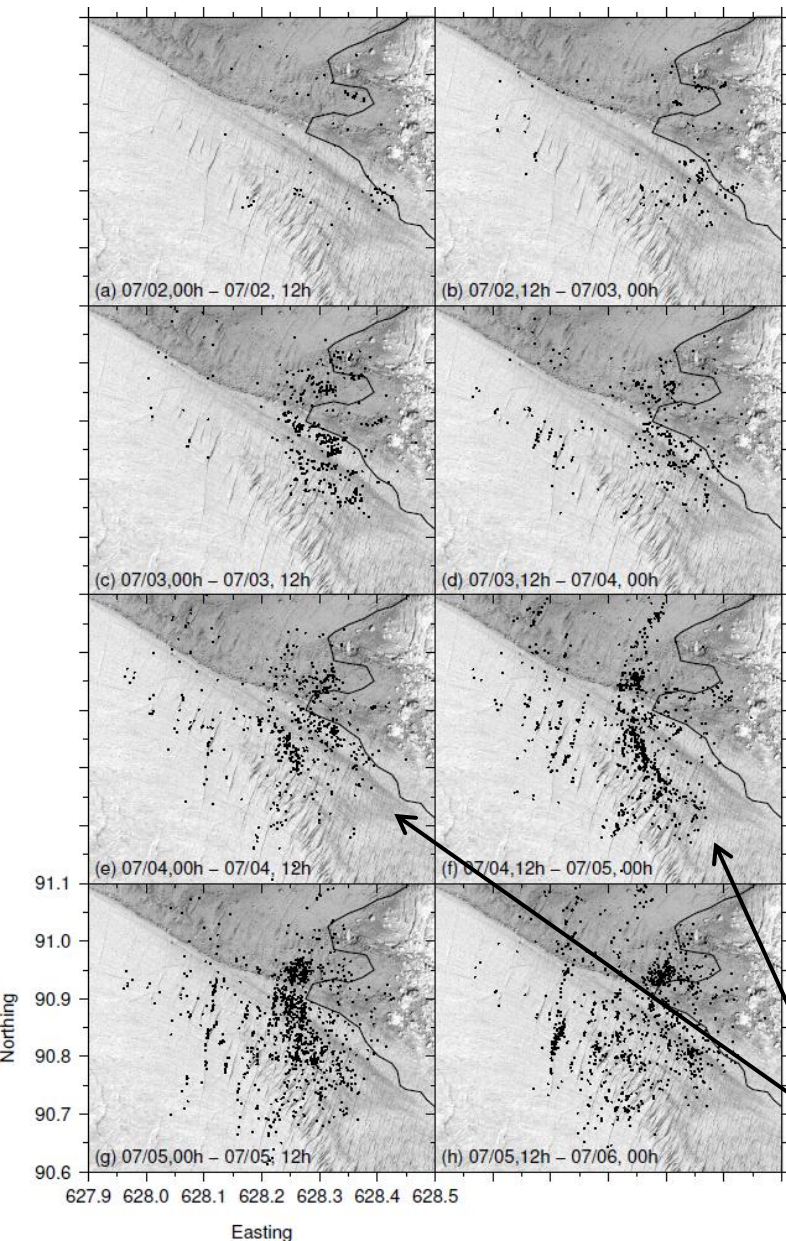 (a) 07/02,00h – 07/02, 12h
(b) 07/02,12h – 07/03, 00h
(c) 07/03,00h – 07/03, 12h
(d) 07/03,12h – 07/04, 00h
(e) 07/04,00h – 07/04, 12h
(f) 07/04,12h – 07/05, 00h
91.1
91.0
90.9
90.8
90.7
90.6
Northing
(g) 07/05,00h – 07/05, 12h
(h) 07/05,12h – 07/06, 00h
627.9 628.0 628.1 628.2 628.3 628.4 628.5
Easting